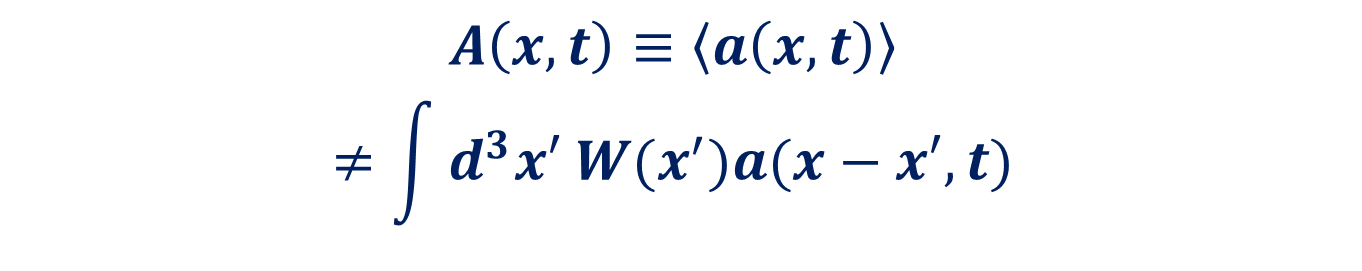 A(x, t) ≡ ⟨a(x, t)⟩
≠ ∫ d³x′ W(x′)a(x − x′, t)